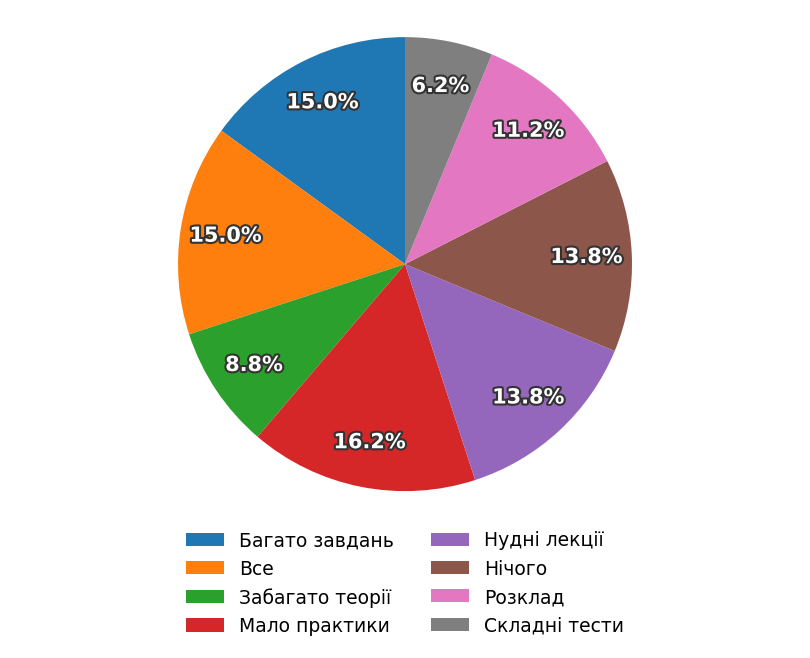 6.2%
15.0%
11.2%
15.0%
13.8%
8.8%
13.8%
16.2%
Багато завдань
Все
Забагато теорії
Мало практики
Нудні лекції
Нічого
Розклад
Складні тести